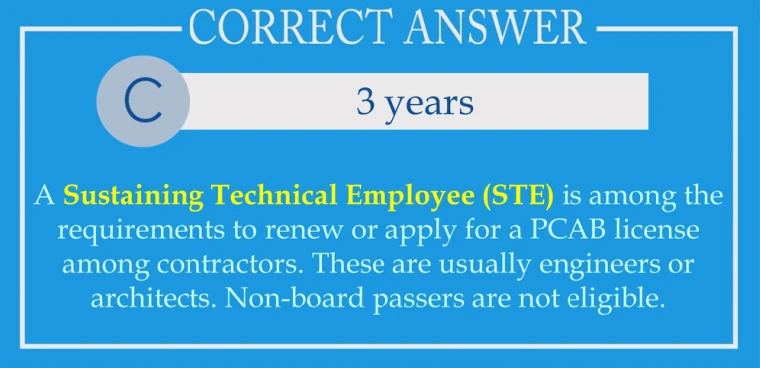 CORRECT ANSWER
C
3 years
A Sustaining Technical Employee (STE) is among the
requirements to renew or apply for a PCAB license
among contractors. These are usually engineers or
architects. Non-board passers are not eligible.